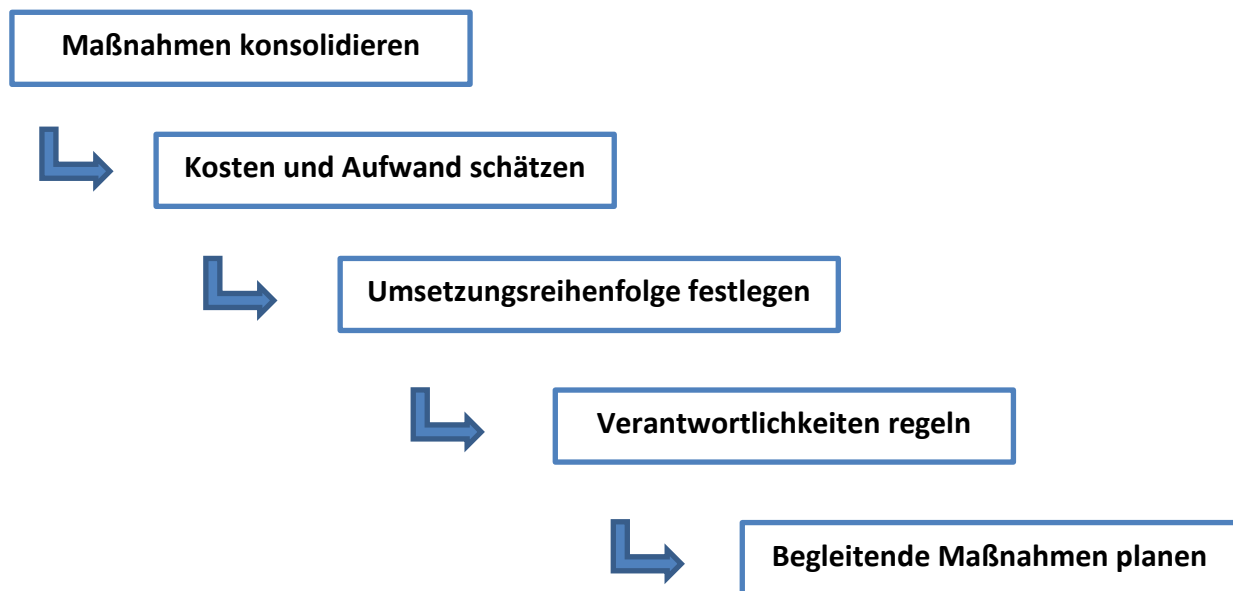 Maßnahmen konsolidieren
Kosten und Aufwand schätzen
Umsetzungsreihenfolge festlegen
Verantwortlichkeiten regeln
Begleitende Maßnahmen planen